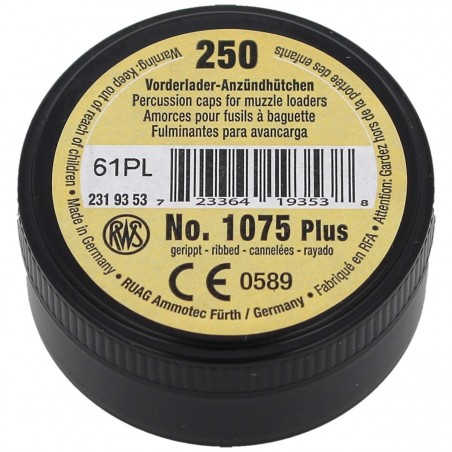 250
Vorderlader-Anzündhütchen
Percussion caps for muzzle loaders
Amorces pour fusils à baguette
Fulminantes para avancarga
61PL
231 93 53
7 23364 19353 8
No. 1075 Plus
RWS
gerippt - ribbed - cannelées - rayado
CE 0589
• Made in Germany • Warning: Keep out of reach of children •
RUAG Ammotec Fürth / Germany
• Fabriqué en RFA • Attention: Gardez hors de la portée des enfants